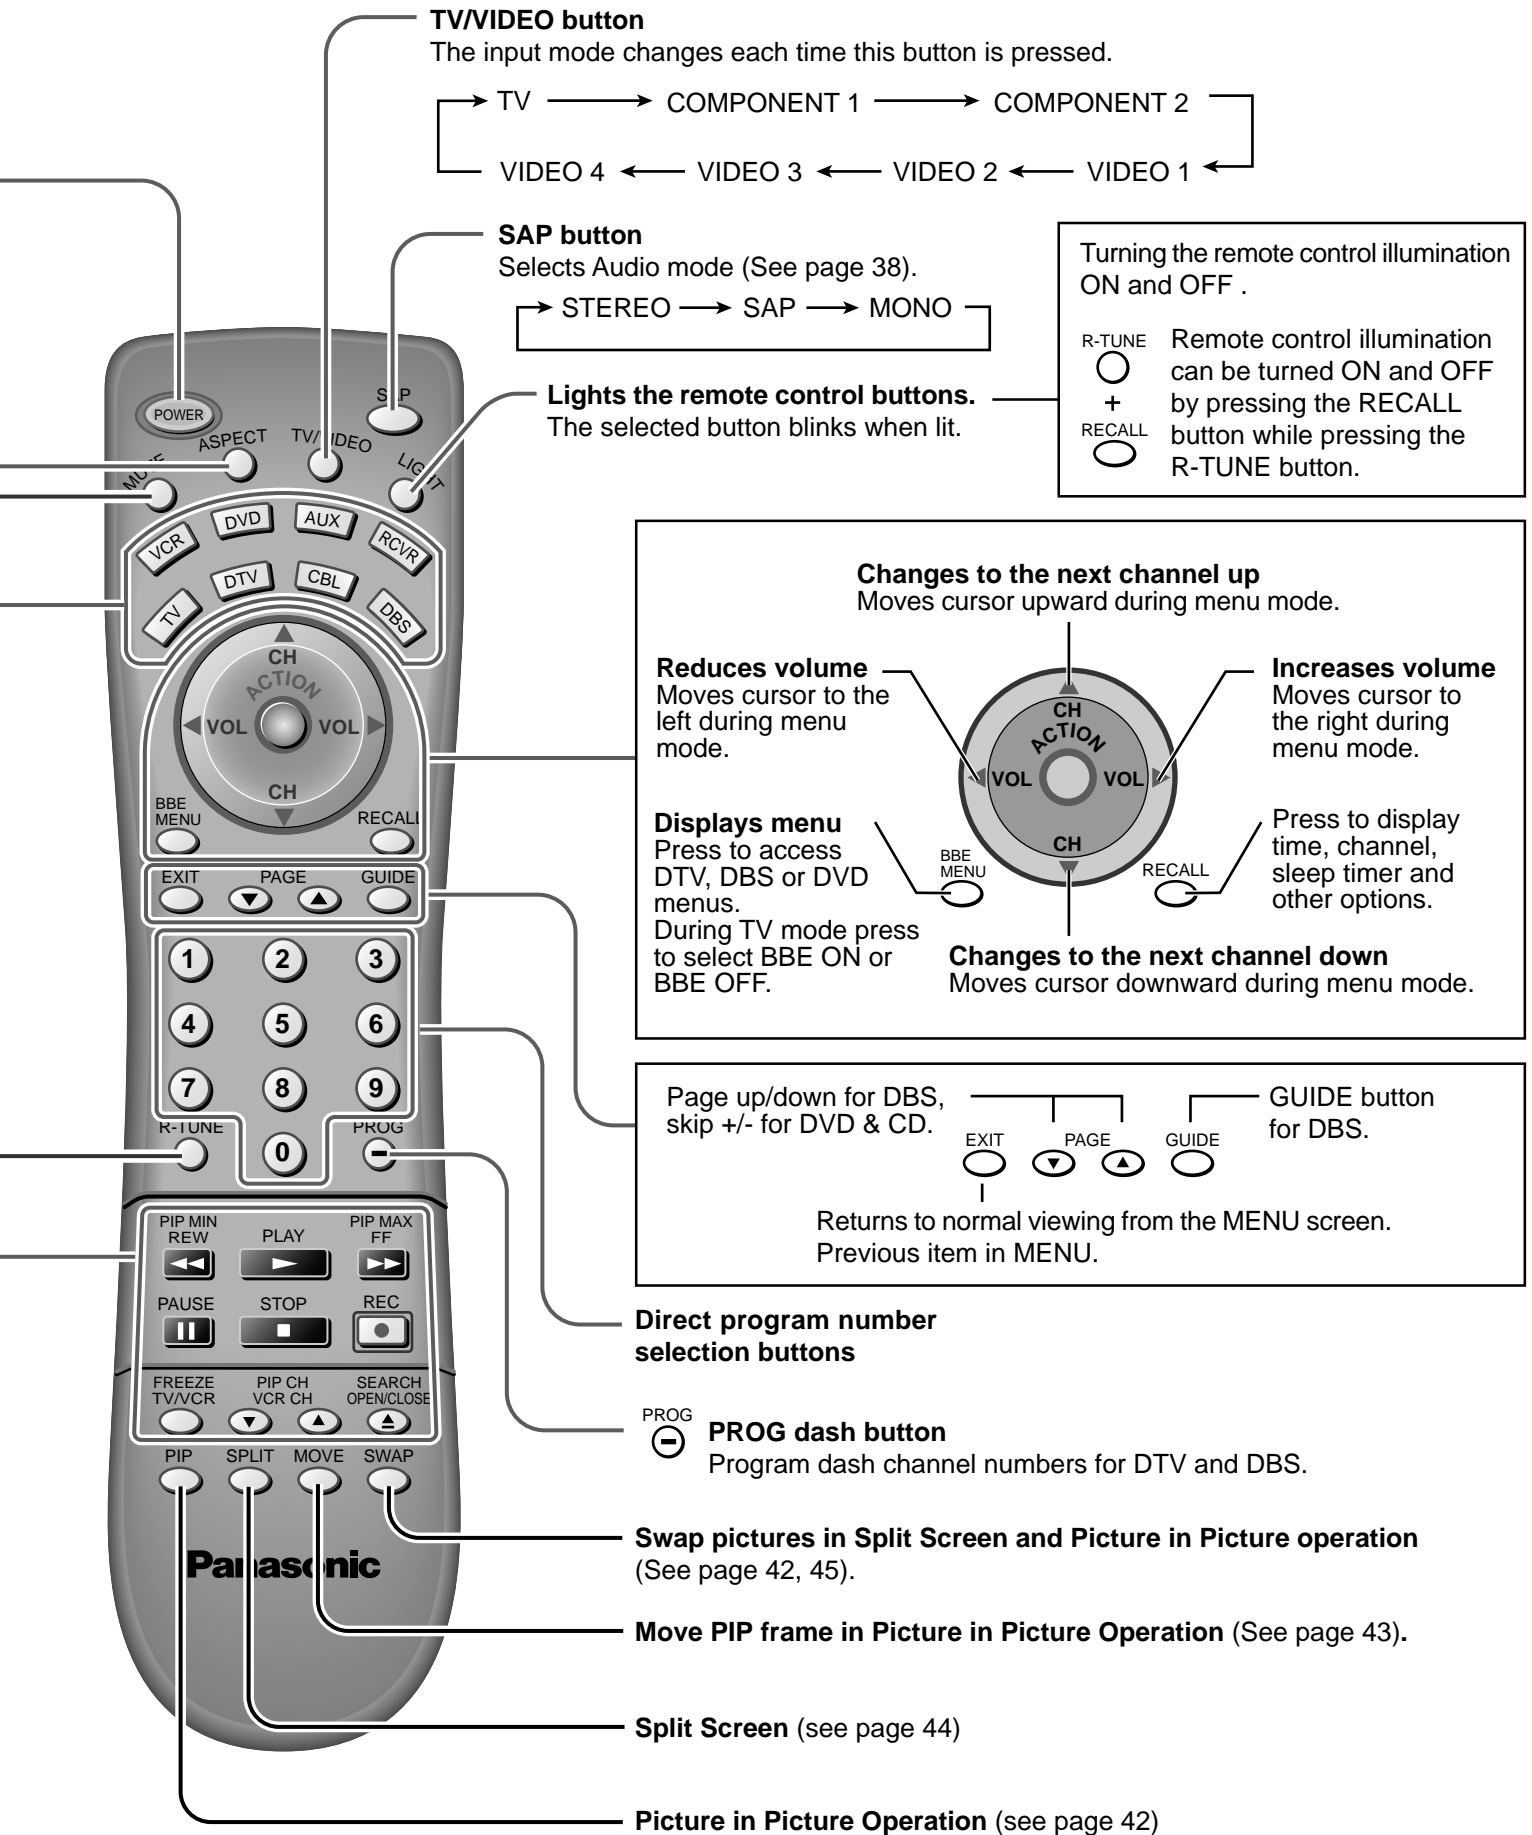 TV/VIDEO button
The input mode changes each time this button is pressed.
TV COMPONENT 1 COMPONENT 2
VIDEO 4 VIDEO 3 VIDEO 2 VIDEO 1
SAP button
Selects Audio mode (See page 38).
STEREO SAP MONO
Turning the remote control illumination
ON and OFF .
R-TUNE
+
RECALL
Remote control illumination
can be turned ON and OFF
by pressing the RECALL
button while pressing the
R-TUNE button.
Lights the remote control buttons.
The selected button blinks when lit.
POWER
SAP
MUTE
ASPECT
TV/VIDEO
LIGHT
VCR
DVD
AUX
RCVR
TV
DTV
CBL
DBS
CH
ACTION
VOL VOL
CH
BBE
MENU
RECALL
EXIT PAGE GUIDE
1 2 3
4 5 6
7 8 9
R-TUNE 0 PROG
PIP MIN
REW
PLAY
PIP MAX
FF
PAUSE STOP REC
FREEZE
TV/VCR
PIP CH
VCR CH
SEARCH
OPEN/CLOSE
PIP SPLIT MOVE SWAP
Panasonic
Changes to the next channel up
Moves cursor upward during menu mode.
Reduces volume
Moves cursor to the
left during menu
mode.
Increases volume
Moves cursor to
the right during
menu mode.
CH
ACTION
VOL VOL
CH
BBE
MENU
RECALL
Displays menu
Press to access
DTV, DBS or DVD
menus.
During TV mode press
to select BBE ON or
BBE OFF.
Press to display
time, channel,
sleep timer and
other options.
Changes to the next channel down
Moves cursor downward during menu mode.
Page up/down for DBS,
skip +/- for DVD & CD.
EXIT PAGE GUIDE
GUIDE button
for DBS.
Returns to normal viewing from the MENU screen.
Previous item in MENU.
Direct program number
selection buttons
PROG
PROG dash button
Program dash channel numbers for DTV and DBS.
Swap pictures in Split Screen and Picture in Picture operation
(See page 42, 45).
Move PIP frame in Picture in Picture Operation (See page 43).
Split Screen (see page 44)
Picture in Picture Operation (see page 42)